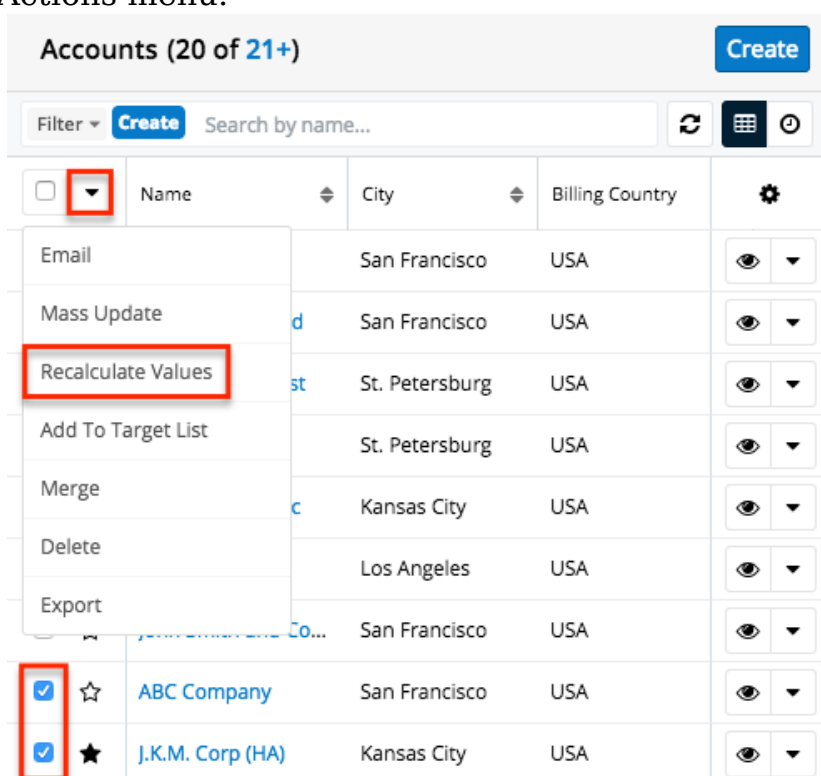 Actions menu.
Accounts (20 of 21+) Create
Filter Create Search by name...
Name City Billing Country
Email San Francisco USA
Mass Update d San Francisco USA
Recalculate Values st St. Petersburg USA
Add To Target List St. Petersburg USA
Merge c Kansas City USA
Delete Los Angeles USA
Export Co... San Francisco USA
ABC Company San Francisco USA
J.K.M. Corp (HA) Kansas City USA